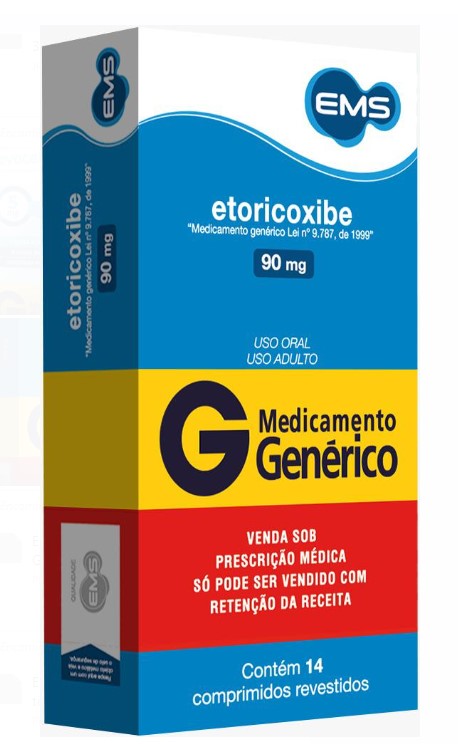 EMS
etoricoxibe
"Medicamento genérico Lei nº 9.787, de 1999"
90 mg
USO ORAL
USO ADULTO
G
Medicamento
Genérico
VENDA SOB
PRESCRIÇÃO MÉDICA
SÓ PODE SER VENDIDO COM
RETENÇÃO DA RECEITA
Contém 14
comprimidos revestidos
EMS
etoricoxibe
"Medicamento genérico Lei nº 9.787, de 1999"
90 mg
QUALIDADE
EMS